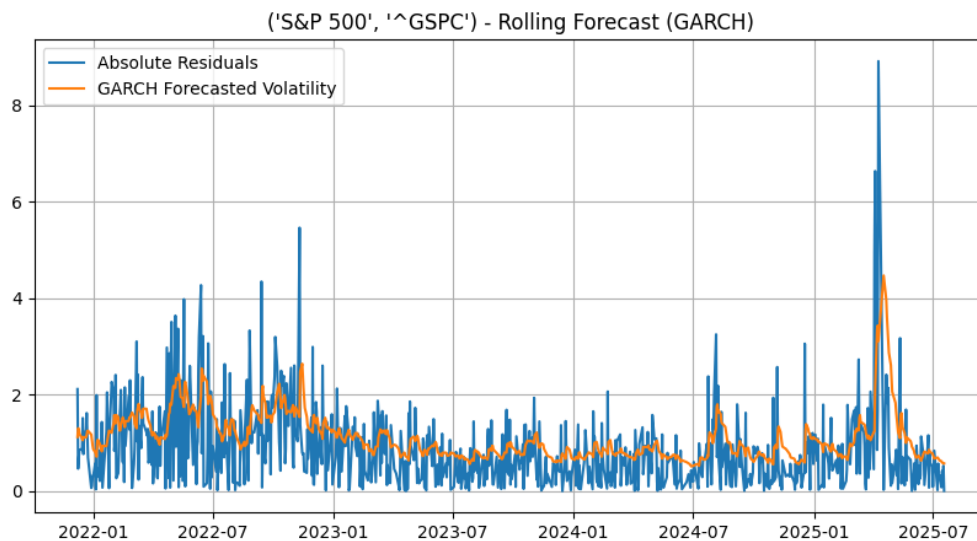 ('S&P 500', '^GSPC') - Rolling Forecast (GARCH)
Absolute Residuals
GARCH Forecasted Volatility
8
6
4
2
0
2022-01 2022-07 2023-01 2023-07 2024-01 2024-07 2025-01 2025-07